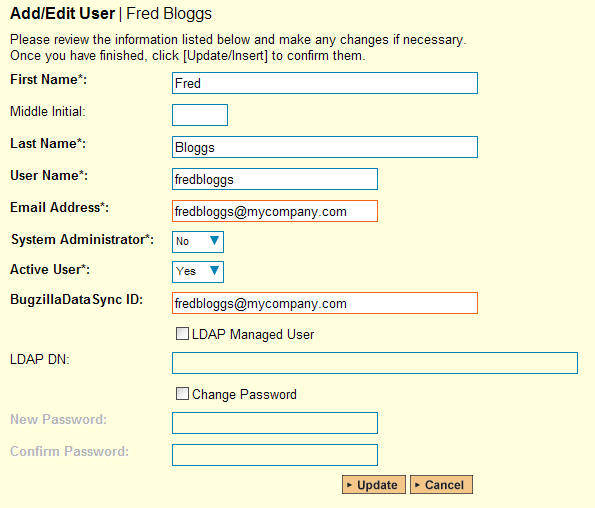 Add/Edit User | Fred Bloggs
Please review the information listed below and make any changes if necessary.
Once you have finished, click [Update/Insert] to confirm them.
First Name*: Fred
Middle Initial:
Last Name*: Bloggs
User Name*: fredbloggs
Email Address*: fredbloggs@mycompany.com
System Administrator*: No
Active User*: Yes
BugzillaDataSync ID: fredbloggs@mycompany.com
LDAP Managed User
LDAP DN:
Change Password
New Password:
Confirm Password:
Update Cancel